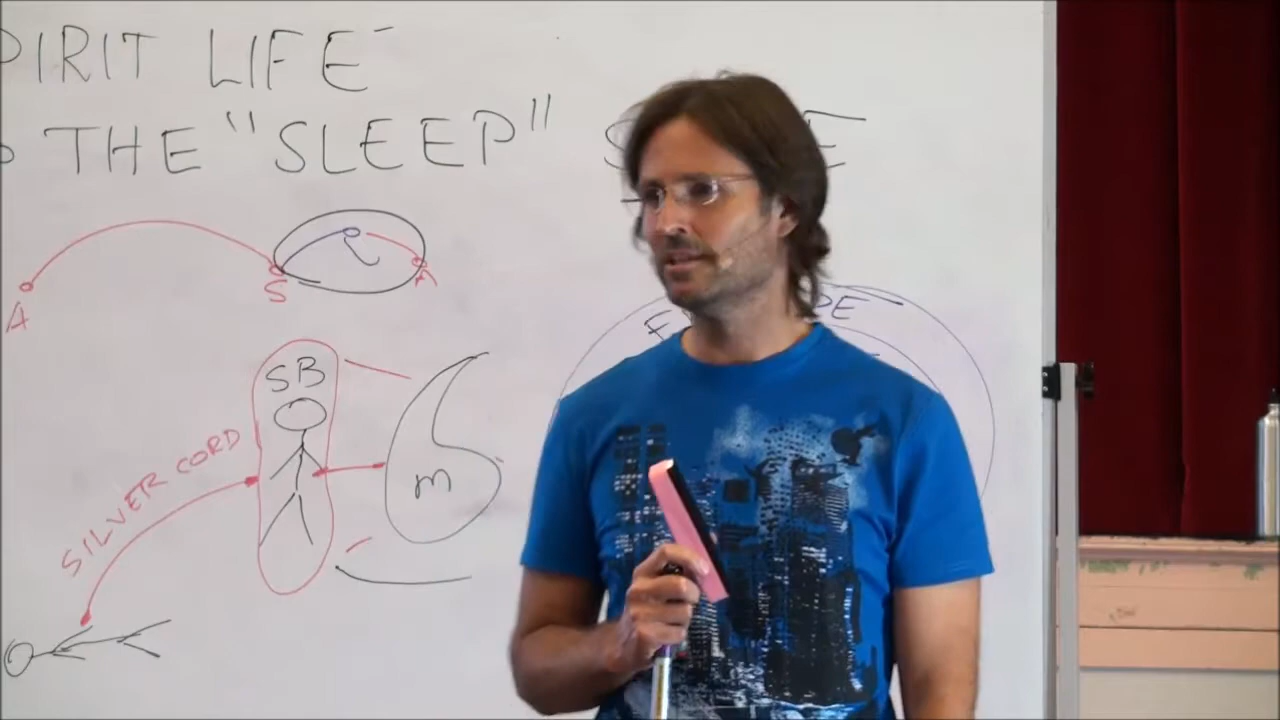 PIRIT LIFE
THE "SLEEP" S
A
S
A
SB
SILVER CORD
m